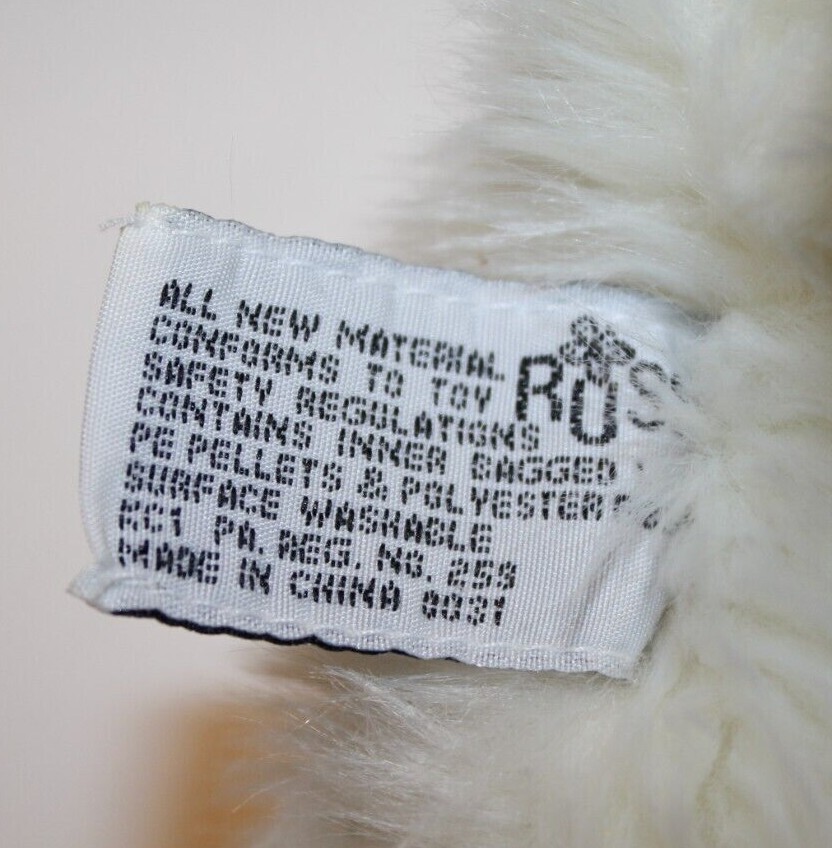 ALL NEW MATERIAL
CONFORMS TO TOY
SAFETY REGULATIONS
CONTAINS INNER BAGGED
PE PELLETS & POLYESTER
SURFACE WASHABLE
KC1 PA. REG. NO. 259
MADE IN CHINA 0031
RUSS